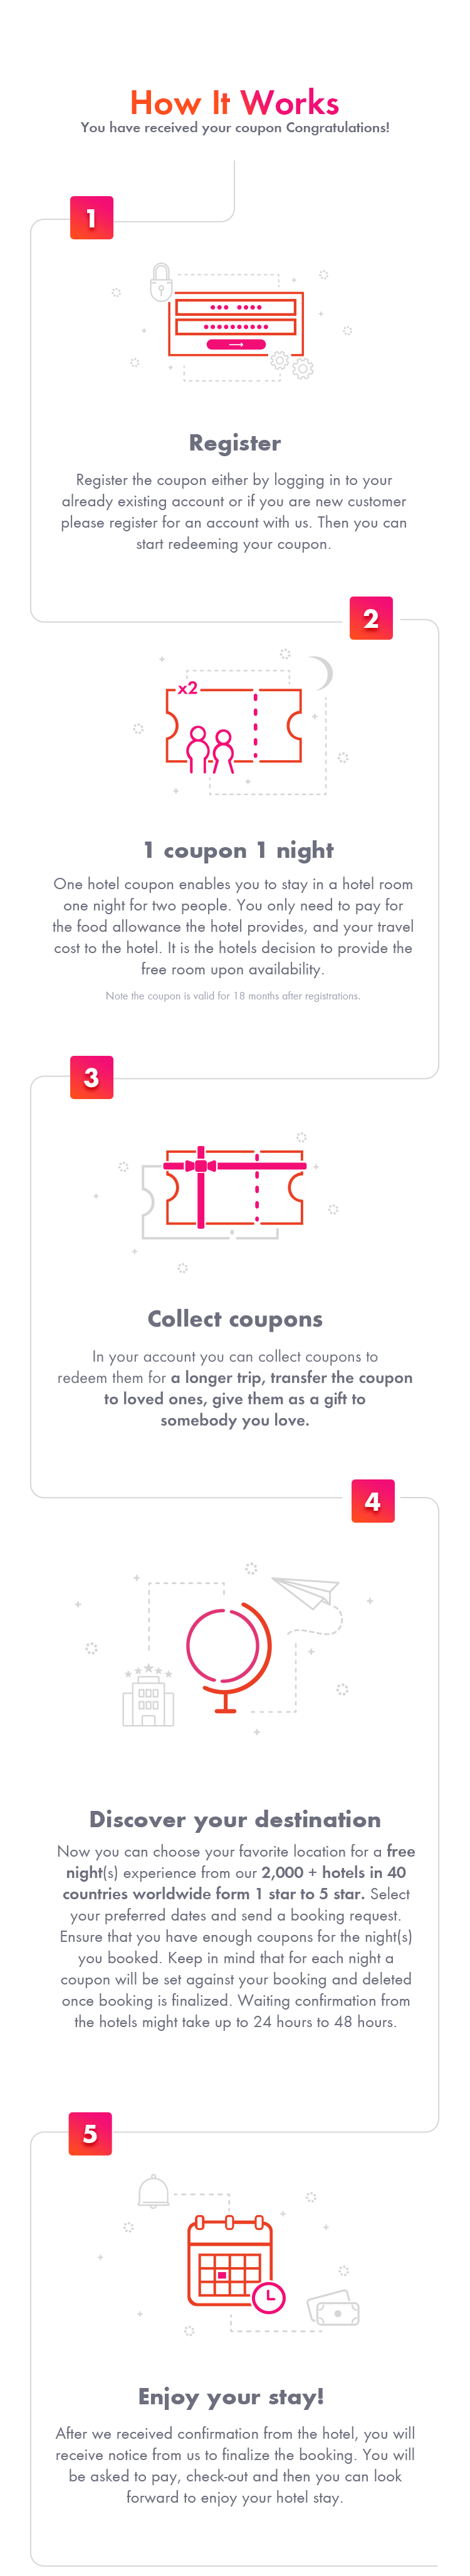 How It Works
You have received your coupon Congratulations!
1
Register
Register the coupon either by logging in to your
already existing account or if you are new customer
please register for an account with us. Then you can
start redeeming your coupon.
2
x2
1 coupon 1 night
One hotel coupon enables you to stay in a hotel room
one night for two people. You only need to pay for
the food allowance the hotel provides, and your travel
cost to the hotel. It is the hotels decision to provide the
free room upon availability.
Note the coupon is valid for 18 months after registrations.
3
Collect coupons
In your account you can collect coupons to
redeem them for a longer trip, transfer the coupon
to loved ones, give them as a gift to
somebody you love.
4
Discover your destination
Now you can choose your favorite location for a free
night(s) experience from our 2,000 + hotels in 40
countries worldwide form 1 star to 5 star. Select
your preferred dates and send a booking request.
Ensure that you have enough coupons for the night(s)
you booked. Keep in mind that for each night a
coupon will be set against your booking and deleted
once booking is finalized. Waiting confirmation from
the hotels might take up to 24 hours to 48 hours.
5
Enjoy your stay!
After we received confirmation from the hotel, you will
receive notice from us to finalize the booking. You will
be asked to pay, check-out and then you can look
forward to enjoy your hotel stay.